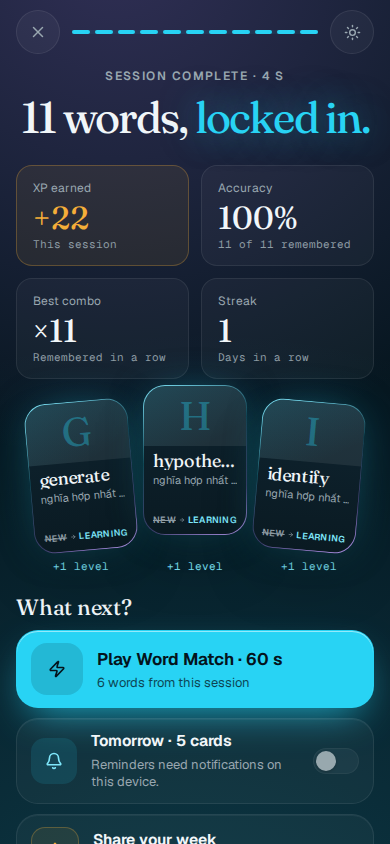 SESSION COMPLETE · 4 S
11 words, locked in.
XP earned
+22
This session
Accuracy
100%
11 of 11 remembered
Best combo
×11
Remembered in a row
Streak
1
Days in a row
G
generate
nghĩa hợp nhất ...
NEW → LEARNING
+1 level
H
hypothe...
nghĩa hợp nhất ...
NEW → LEARNING
+1 level
I
identify
nghĩa hợp nhất ...
NEW → LEARNING
+1 level
What next?
Play Word Match · 60 s
6 words from this session
Tomorrow · 5 cards
Reminders need notifications on
this device.
Share your week